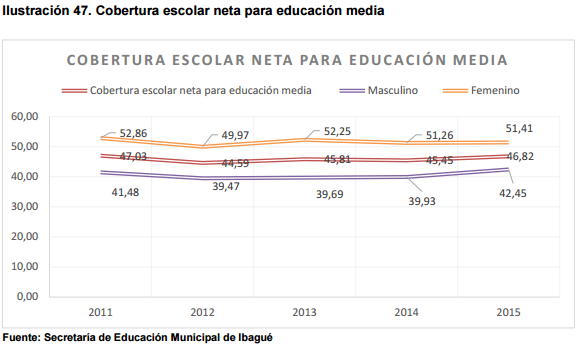 Ilustración 47. Cobertura escolar neta para educación media
COBERTURA ESCOLAR NETA PARA EDUCACIÓN MEDIA
Cobertura escolar neta para educación media Masculino Femenino
60,00
50,00
40,00
30,00
20,00
10,00
0,00
52,86 49,97 52,25 51,26 51,41
47,03 44,59 45,81 45,45 46,82
41,48 39,47 39,69 39,93 42,45
2011 2012 2013 2014 2015
Fuente: Secretaría de Educación Municipal de Ibagué